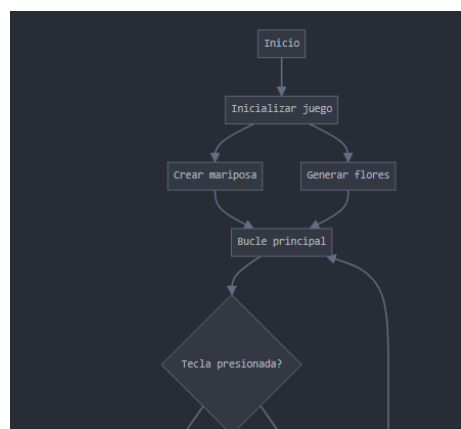 Inicio
Inicializar juego
Crear mariposa
Generar flores
Bucle principal
Tecla presionada?